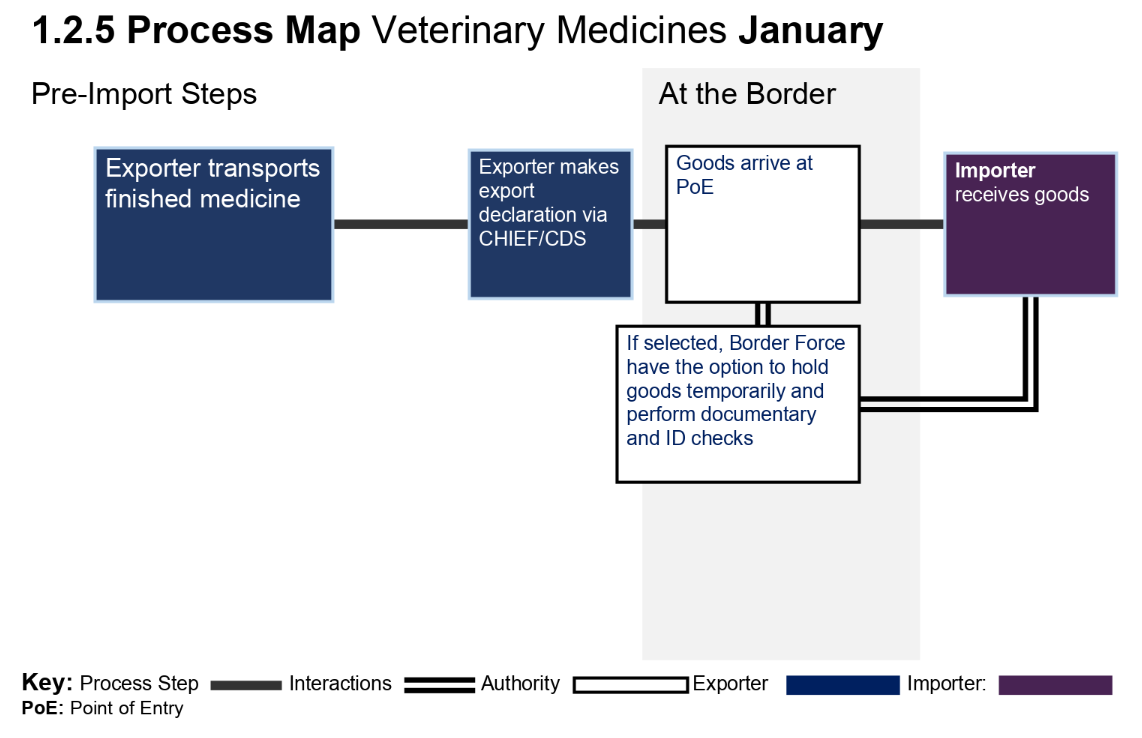 1.2.5 Process Map Veterinary Medicines January
Pre-Import Steps
At the Border
Exporter transports
finished medicine
Exporter makes
export
declaration via
CHIEF/CDS
Goods arrive at
PoE
Importer
receives goods
If selected, Border Force
have the option to hold
goods temporarily and
perform documentary
and ID checks
Key: Process Step Interactions Authority Exporter Importer:
PoE: Point of Entry